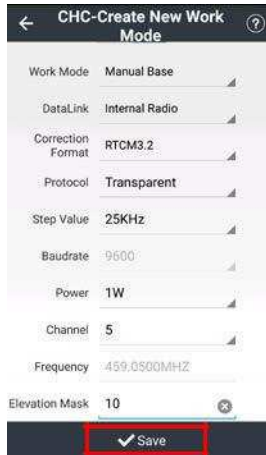 CHC-Create New Work
Mode
Work Mode Manual Base
DataLink Internal Radio
Correction
Format RTCM3.2
Protocol Transparent
Step Value 25KHz
Baudrate 9600
Power 1W
Channel 5
Frequency 459.0500MHZ
Elevation Mask 10
Save